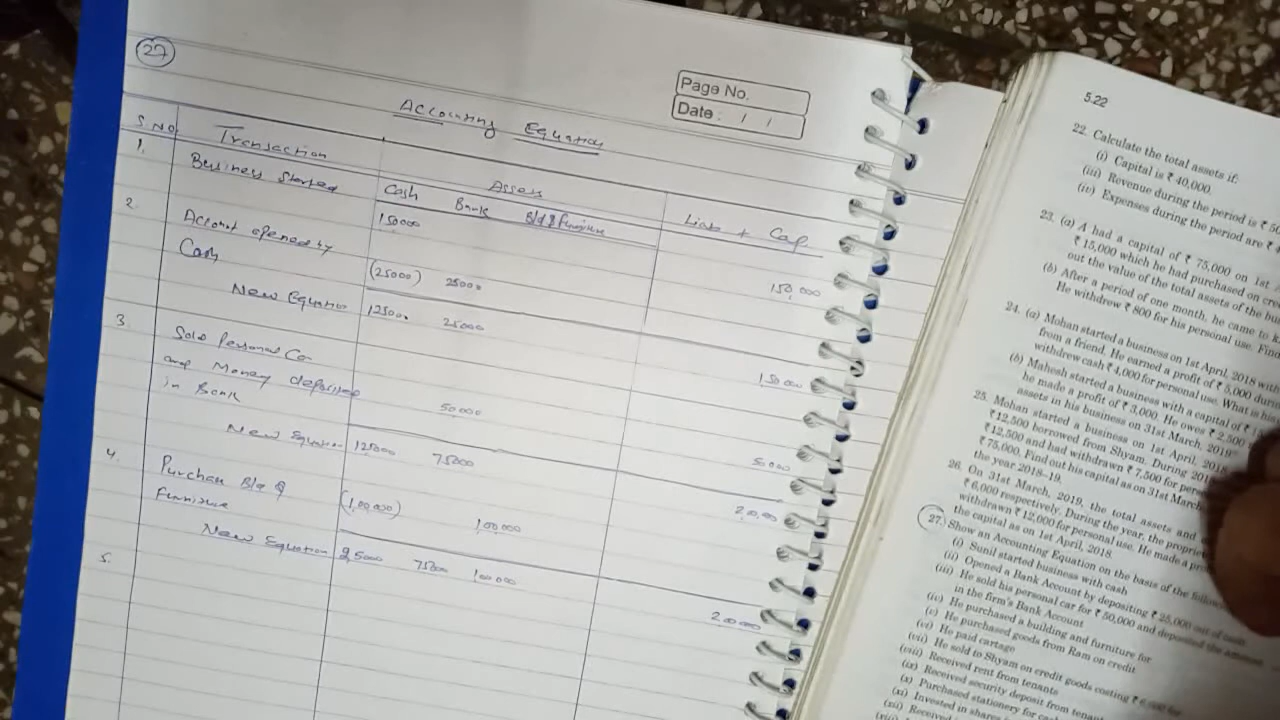 27
Page No.
Date : / /
Accounting Equation
S.No Transaction Assets Liab + Cap
Cash Bank Bld & Furniture
1. Business Started 150000 150,000
2. Account opened by
Cash (25000) 25000
New Equation 125000 25000 150000
3. Sold Personal Car
and Money deposited
in Bank 50000 50000
New Equation 125000 75000 200000
4. Purchase Bld &
Furniture (1,00,000) 1,00,000
New Equation 25000 75000 100000 200000
5.
5.22
22. Calculate the total assets if:
(i) Capital is ₹ 40,000.
(iii) Revenue during the period is ₹ 50
(iv) Expenses during the period are ₹
23. (a) A had a capital of ₹ 75,000 on 1st
₹ 15,000 which he had purchased on
out the value of the total assets of the
(b) After a period of one month, he came to
He withdrew ₹ 800 for his personal use. Find
24. (a) Mohan started a business on 1st April, 2018 with
from a friend. He earned a profit of ₹ 5,000
withdrew cash ₹ 4,000 for personal use. What is his
(b) Mahesh started a business with a capital of ₹
he made a profit of ₹ 3,000. He owes ₹ 2,500
assets in his business on 31st March, 2019
25. Mohan started a business on 1st April,
₹ 12,500 borrowed from Shyam. During
₹ 12,500 and had withdrawn ₹ 7,500 for
₹ 75,000. Find out his capital as on 31st March
the year 2018-19.
26. On 31st March, 2019, the total assets and
₹ 6,000 respectively. During the year, the
withdrawn ₹ 12,000 for personal use. He made a
the capital as on 1st April, 2018.
27. Show an Accounting Equation on the basis of the
(i) Sunil started business with cash
(ii) Opened a Bank Account by depositing ₹ 25,000 out of cash
(iii) He sold his personal car for ₹ 50,000 and deposited the amount
in the firm's Bank Account
(iv) He purchased a building and furniture for
(v) He purchased goods from Ram on credit
(vi) He paid cartage
(vii) He sold to Shyam on credit goods costing ₹ 6,000 for
(viii) Received rent from tenants
(ix) Received security deposit from
(x) Purchased stationery for
(xi) Invested in shares
(xii) Received